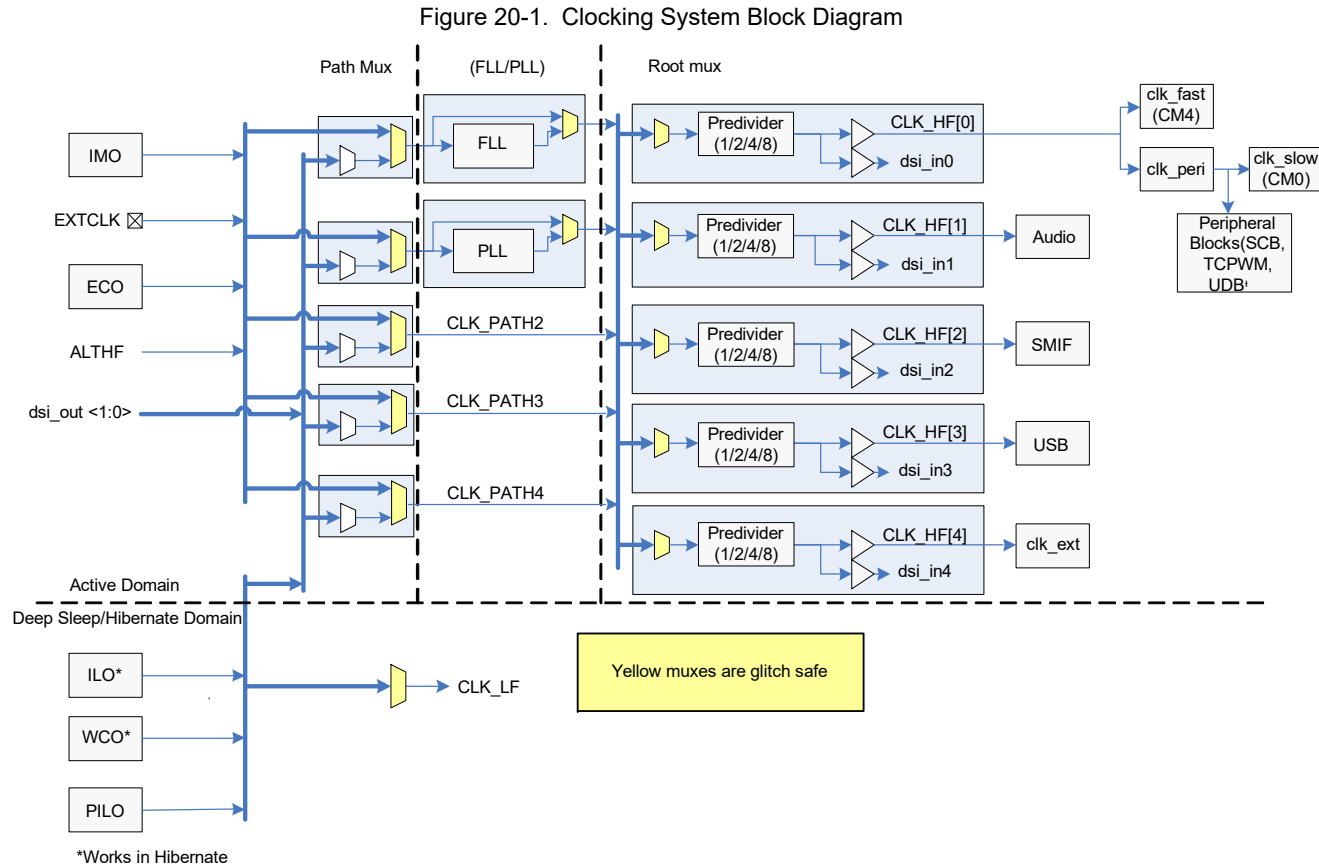 Figure 20-1. Clocking System Block Diagram
Path Mux
(FLL/PLL)
Root mux
IMO
EXTCLK
ECO
ALTHF
dsi_out <1:0>
FLL
PLL
CLK_PATH2
CLK_PATH3
CLK_PATH4
Predivider
(1/2/4/8)
CLK_HF[0]
dsi_in0
Predivider
(1/2/4/8)
CLK_HF[1]
dsi_in1
Predivider
(1/2/4/8)
CLK_HF[2]
dsi_in2
Predivider
(1/2/4/8)
CLK_HF[3]
dsi_in3
Predivider
(1/2/4/8)
CLK_HF[4]
dsi_in4
clk_fast
(CM4)
clk_peri
clk_slow
(CM0)
Peripheral
Blocks(SCB,
TCPWM,
Audio
SMIF
USB
clk_ext
Active Domain
Deep Sleep/Hibernate Domain
ILO*
WCO*
PILO
CLK_LF
Yellow muxes are glitch safe
*Works in Hibernate